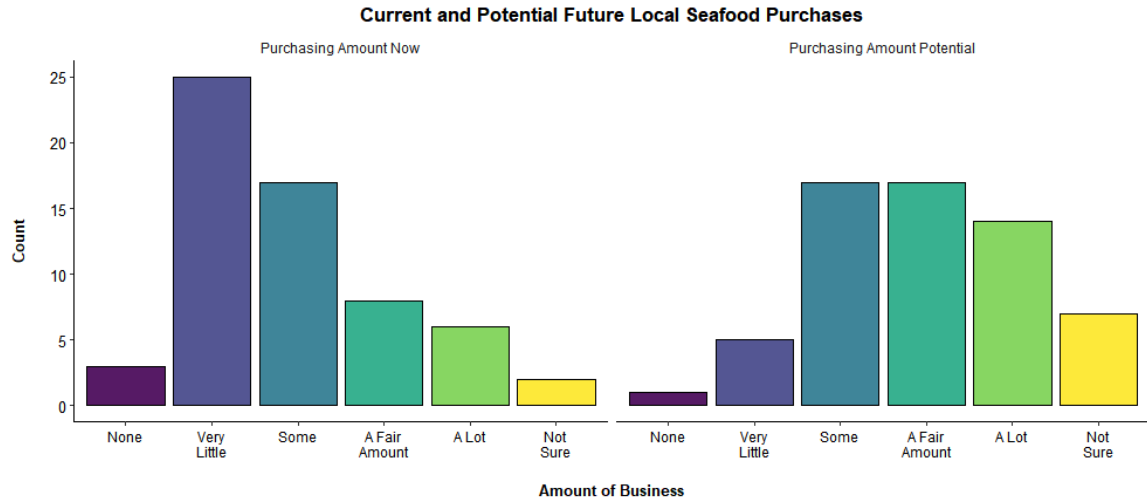 Current and Potential Future Local Seafood Purchases
Purchasing Amount Now
Purchasing Amount Potential
Count
25
20
15
10
5
0
None
Very
Little
Some
A Fair
Amount
A Lot
Not
Sure
None
Very
Little
Some
A Fair
Amount
A Lot
Not
Sure
Amount of Business